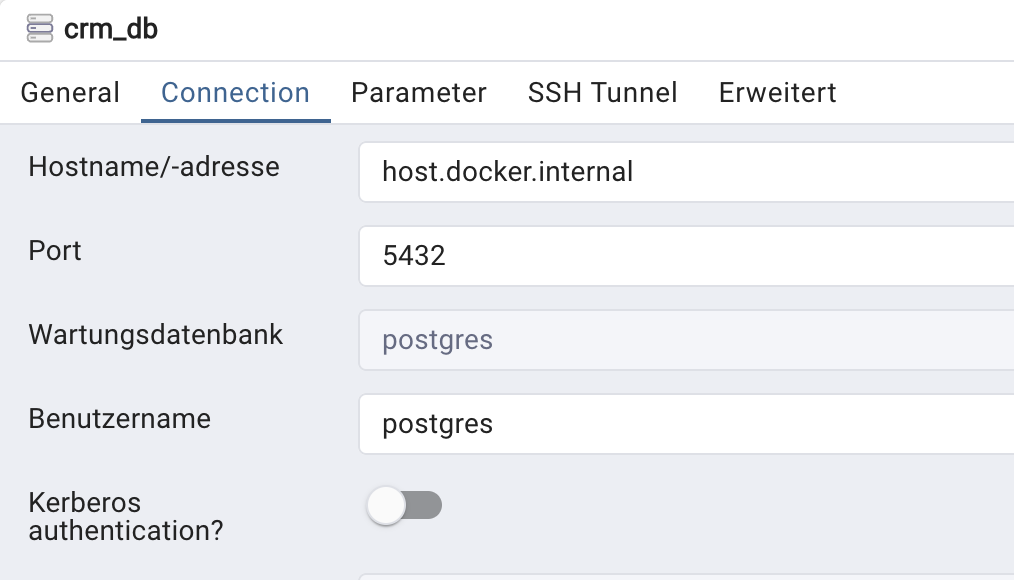 crm_db
General Connection Parameter SSH Tunnel Erweitert
Hostname/-adresse host.docker.internal
Port 5432
Wartungsdatenbank postgres
Benutzername postgres
Kerberos
authentication?